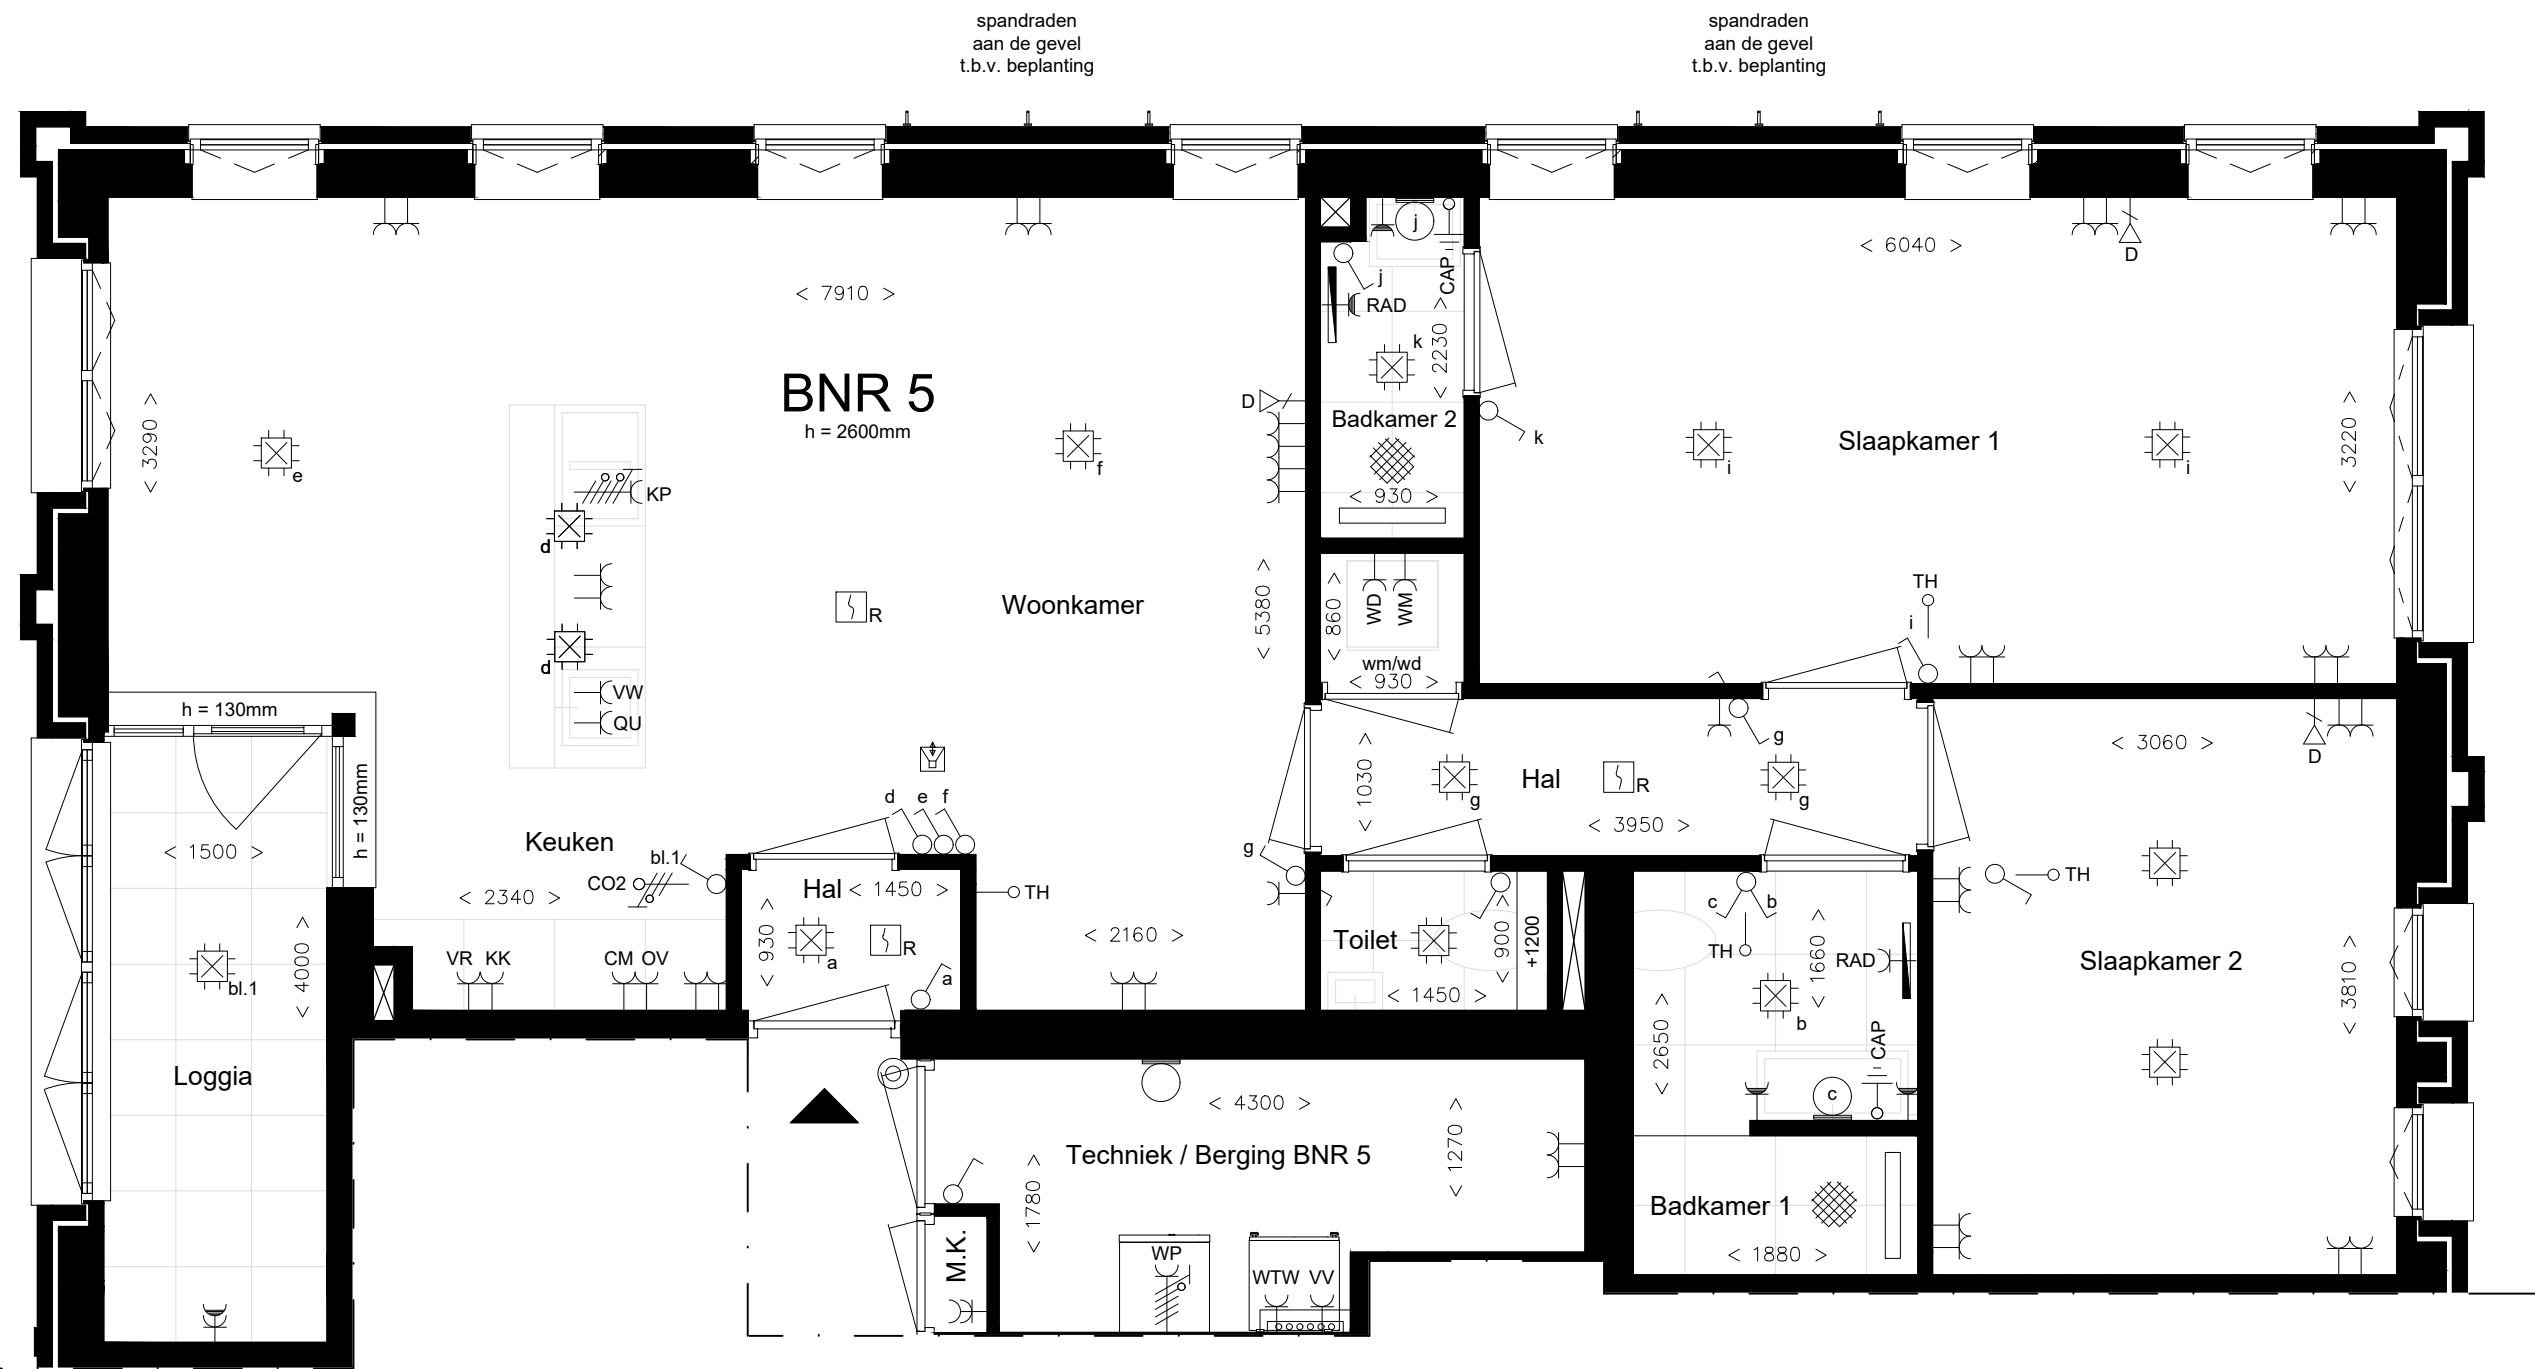 spandraden
aan de gevel
t.b.v. beplanting
spandraden
aan de gevel
t.b.v. beplanting
j
< 6040 >
D
j
CAP
< 7910 >
RAD
k
< 2230 >
BNR 5
h = 2600mm
D
< 3290 >
Badkamer 2
k
Slaapkamer 1
< 3220 >
e
f
i
i
KP
< 930 >
d
TH
< 5380 >
< 860 >
WD
WM
R
Woonkamer
i
d
wm/wd
< 930 >
VW
QU
h = 130mm
g
< 3060 >
D
h = 130mm
< 1030 >
Hal
R
g
g
d
e
f
< 3950 >
Keuken
< 1500 >
bl.1
g
CO2
Hal
< 1450 >
TH
TH
< 2340 >
c
b
< 930 >
R
a
< 2160 >
Toilet
< 900 >
+1200
TH
< 1660 >
RAD
Slaapkamer 2
VR
KK
CM
OV
a
bl.1
< 4000 >
< 1450 >
b
< 3810 >
< 2650 >
CAP
Loggia
c
< 4300 >
< 1270 >
Techniek / Berging BNR 5
< 1780 >
Badkamer 1
M.K.
WP
WTW
VV
< 1880 >